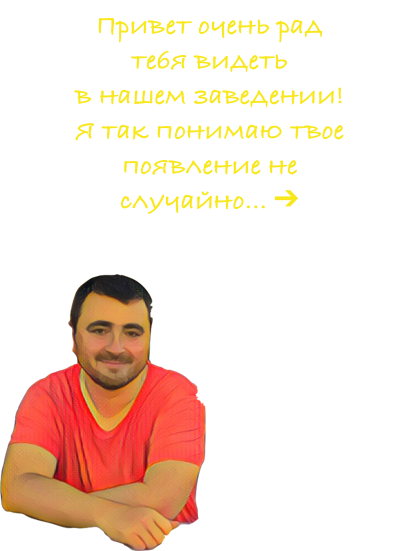 Привет очень рад
тебя видеть
в нашем заведении!
Я так понимаю твое
появление не
случайно... ➔